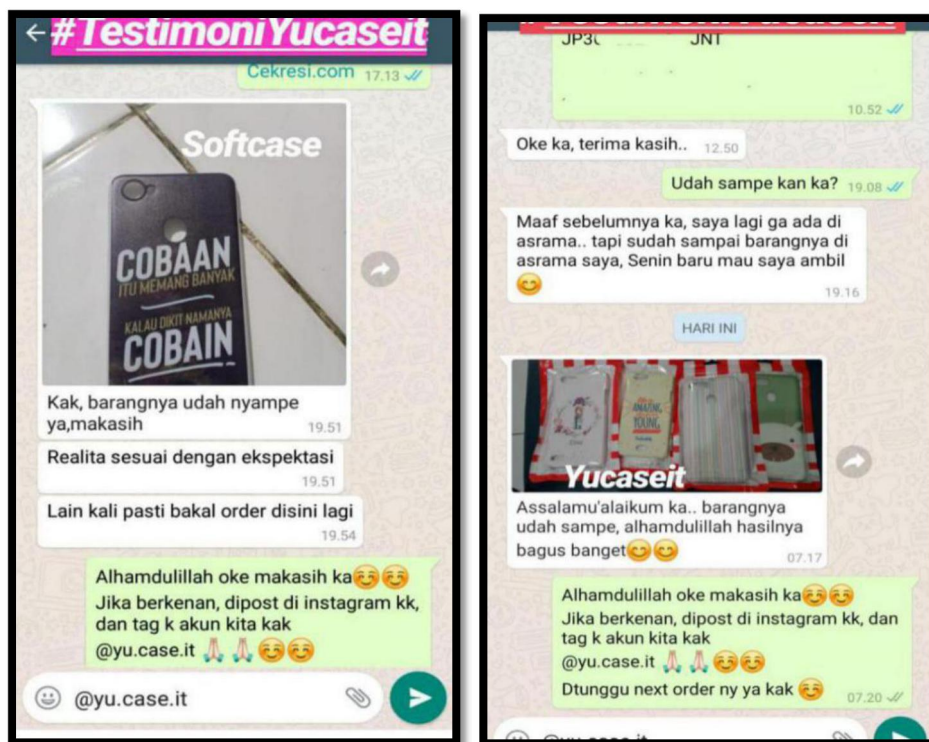 #TestimoniYucaseit
Cekresi.com 17.13
Softcase
COBAAN
ITU MEMANG BANYAK
KALAU DIKIT NAMANYA
COBAIN
Kak, barangnya udah nyampe
ya,makasih 19.51
Realita sesuai dengan ekspektasi
19.51
Lain kali pasti bakal order disini lagi
19.54
Alhamdulillah oke makasih ka😊😊
Jika berkenan, dipost di instagram kk,
dan tag k akun kita kak
@yu.case.it 🙏🙏😊😊
@yu.case.it
JNT
10.52
Oke ka, terima kasih.. 12.50
Udah sampe kan ka? 19.08
Maaf sebelumnya ka, saya lagi ga ada di
asrama.. tapi sudah sampai barangnya di
asrama saya, Senin baru mau saya ambil
😊 19.16
HARI INI
AMAZING
YOUNG
Yucaseit
Assalamu'alaikum ka.. barangnya
udah sampe, alhamdulillah hasilnya
bagus banget😊😊 07.17
Alhamdulillah oke makasih ka😊😊
Jika berkenan, dipost di instagram kk, dan
tag k akun kita kak
@yu.case.it 🙏🙏😊😊
Dtunggu next order ny ya kak 😊 07.20